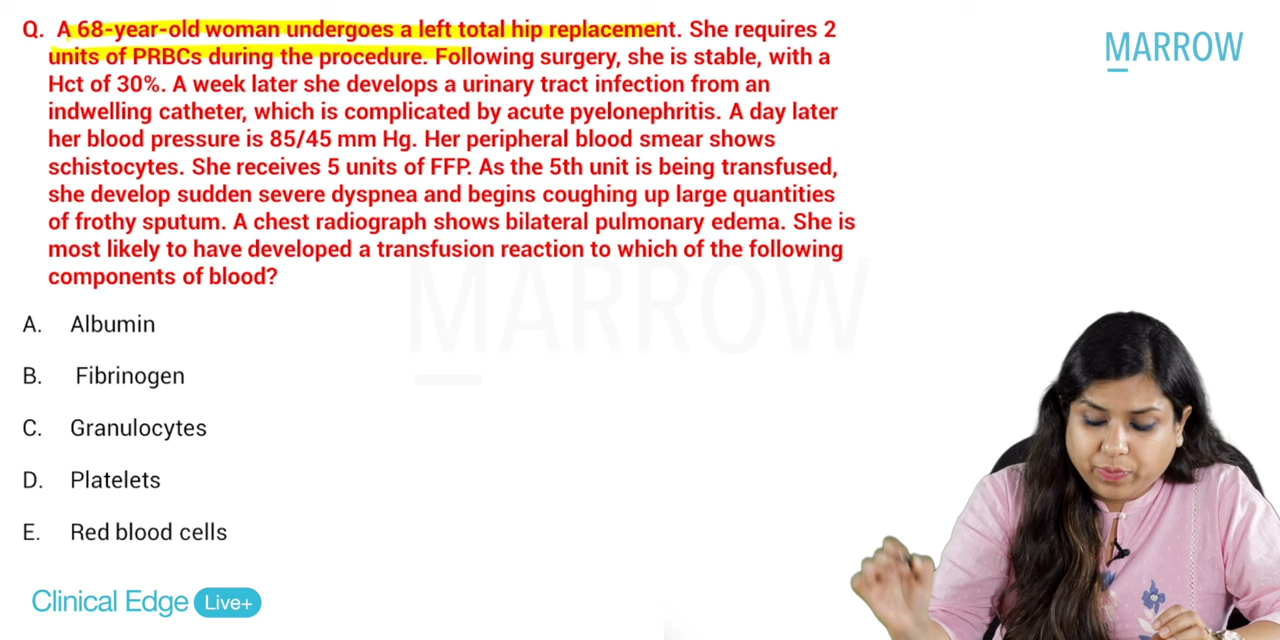 Q. A 68-year-old woman undergoes a left total hip replacement. She requires 2
units of PRBCs during the procedure. Following surgery, she is stable, with a
Hct of 30%. A week later she develops a urinary tract infection from an
indwelling catheter, which is complicated by acute pyelonephritis. A day later
her blood pressure is 85/45 mm Hg. Her peripheral blood smear shows
schistocytes. She receives 5 units of FFP. As the 5th unit is being transfused,
she develop sudden severe dyspnea and begins coughing up large quantities
of frothy sputum. A chest radiograph shows bilateral pulmonary edema. She is
most likely to have developed a transfusion reaction to which of the following
components of blood?
A. Albumin
B. Fibrinogen
C. Granulocytes
D. Platelets
E. Red blood cells
Clinical Edge Live+
MARROW
MARROW